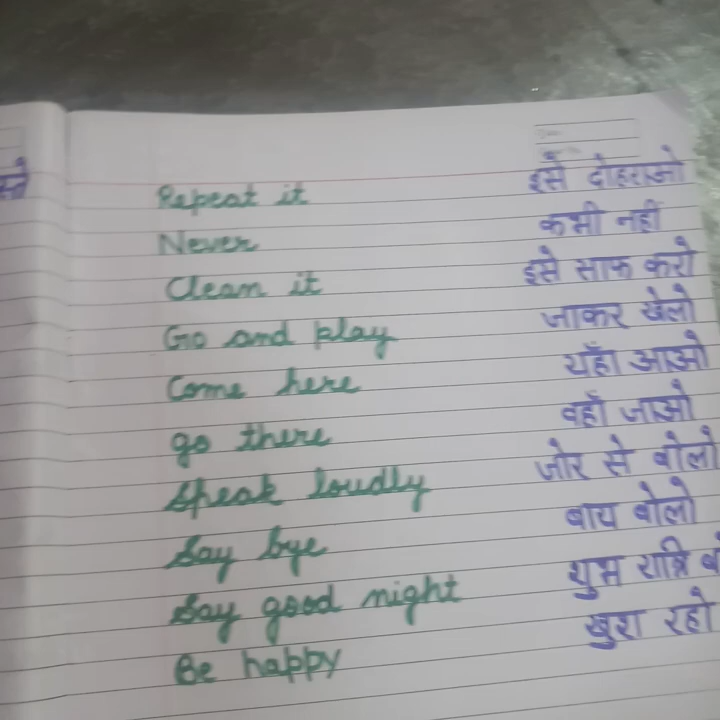 Repeat it इसे दोहराओ
Never कभी नहीं
Clean it इसे साफ करो
Go and play जाकर खेलो
Come here यहाँ आओ
go there वहाँ जाओ
Speak loudly जोर से बोलो
Say bye बाय बोलो
Say good night शुभ रात्रि
Be happy खुश रहो